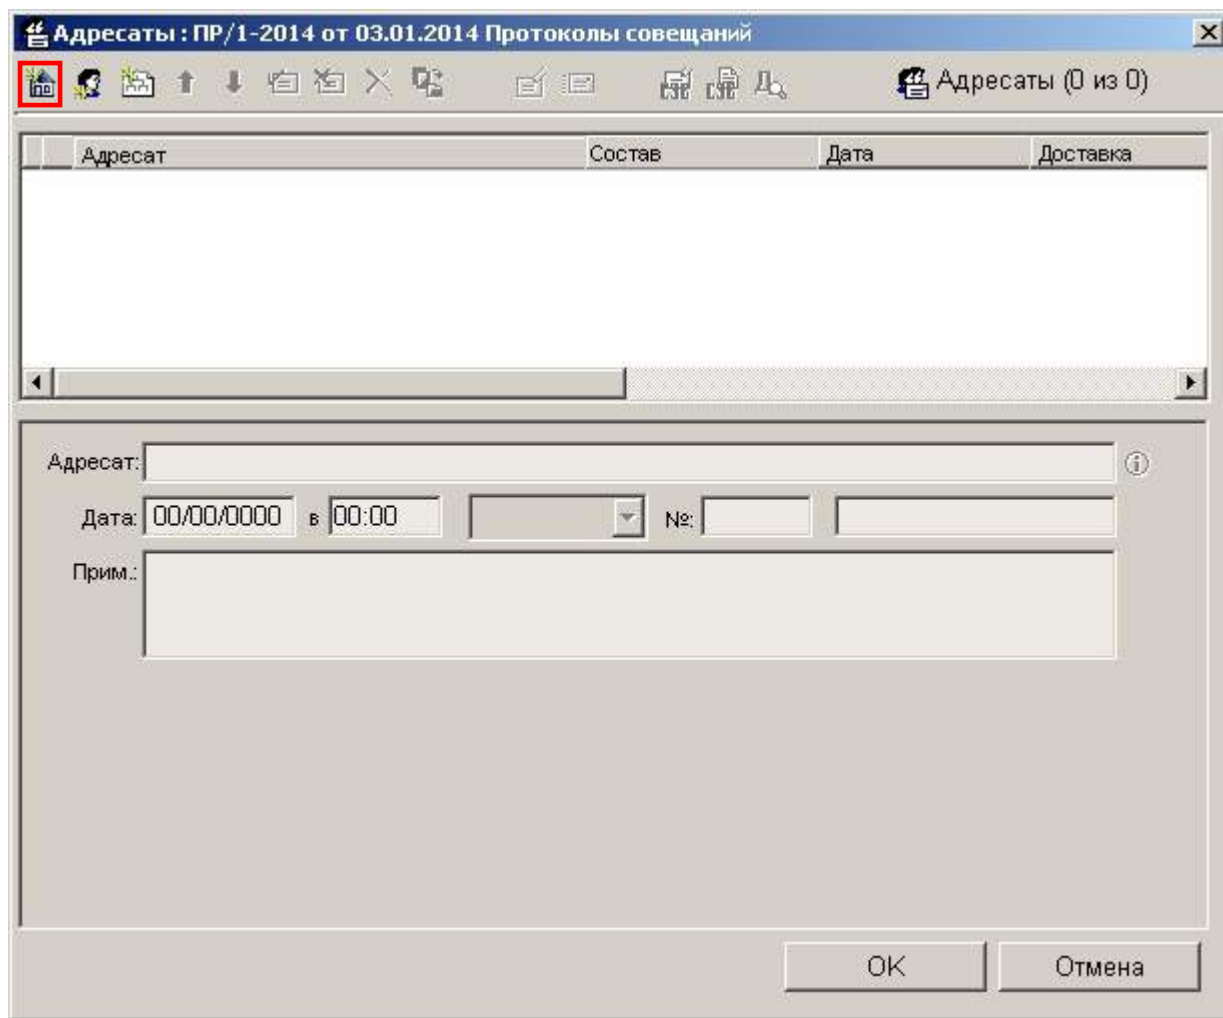 Адресаты : ПР/1-2014 от 03.01.2014 Протоколы совещаний
Адресаты (0 из 0)
Адресат Состав Дата Доставка
Адресат:
Дата: 00/00/0000 в 00:00 №:
Прим.:
OK Отмена